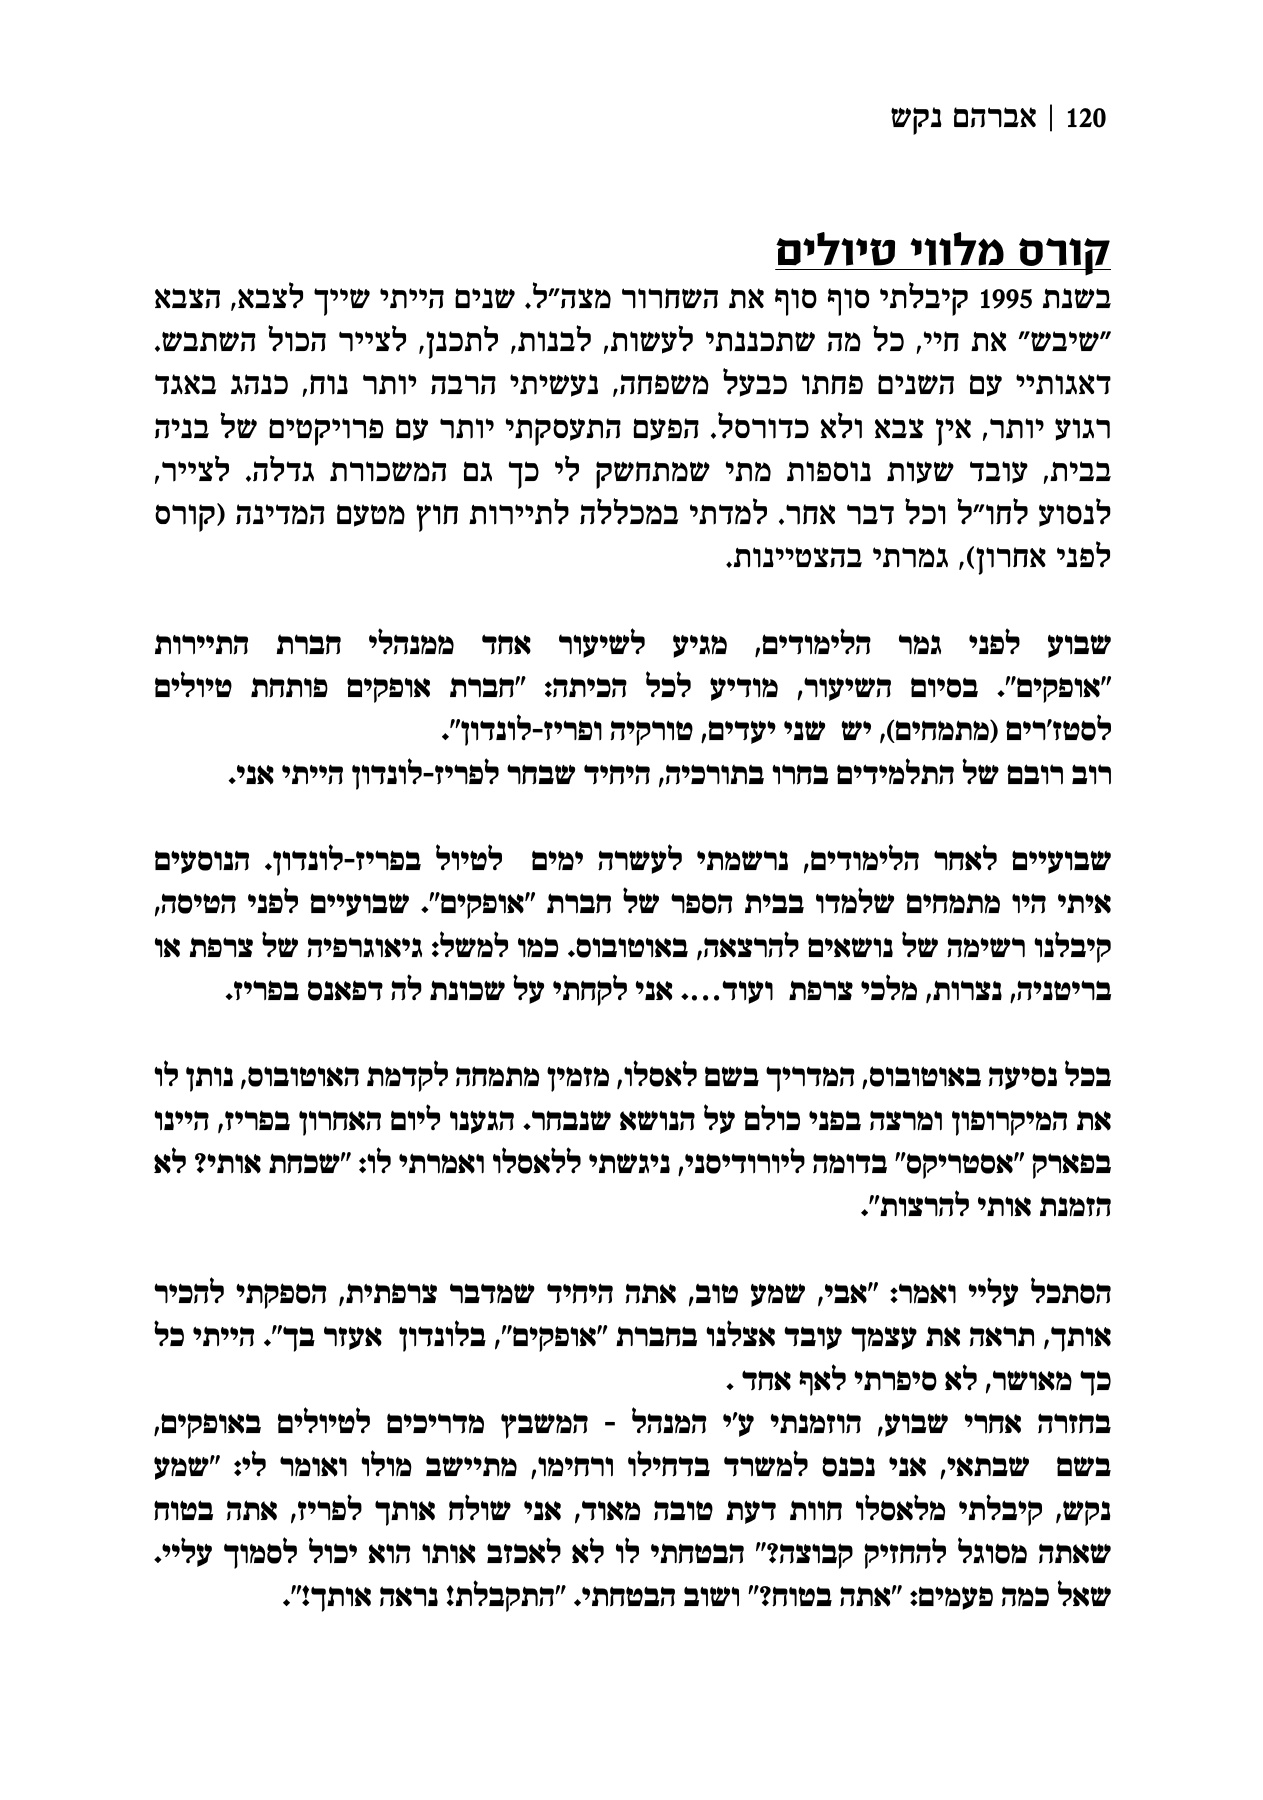 120 | אברהם נקש
קורס מלווי טיולים
בשנת 1995 קיבלתי סוף סוף את השחרור מצה"ל. שנים הייתי שייך לצבא, הצבא
"שיבש" את חיי, כל מה שתכננתי לעשות, לבנות, לתכנן, לצייר הכול השתבש.
דאגותיי עם השנים פחתו כבעל משפחה, נעשיתי הרבה יותר נוח, כנהג באגד
רגוע יותר, אין צבא ולא כדורסל. הפעם התעסקתי יותר עם פרויקטים של בניה
בבית, עובד שעות נוספות מתי שמתחשק לי כך גם המשכורת גדלה. לצייר,
לנסוע לחו"ל וכל דבר אחר. למדתי במכללה לתיירות חוץ מטעם המדינה (קורס
לפני אחרון), גמרתי בהצטיינות.
שבוע לפני גמר הלימודים, מגיע לשיעור אחד ממנהלי חברת התיירות
"אופקים". בסיום השיעור, מודיע לכל הכיתה: "חברת אופקים פותחת טיולים
לסטז'רים (מתמחים), יש שני יעדים, טורקיה ופריז-לונדון".
רוב רובם של התלמידים בחרו בתורכיה, היחיד שבחר לפריז-לונדון הייתי אני.
שבועיים לאחר הלימודים, נרשמתי לעשרה ימים לטיול בפריז-לונדון. הנוסעים
איתי היו מתמחים שלמדו בבית הספר של חברת "אופקים". שבועיים לפני הטיסה,
קיבלנו רשימה של נושאים להרצאה, באוטובוס. כמו למשל: גיאוגרפיה של צרפת או
בריטניה, נצרות, מלכי צרפת ועוד.... אני לקחתי על שכונת לה דפאנס בפריז.
בכל נסיעה באוטובוס, המדריך בשם לאסלו, מזמין מתמחה לקדמת האוטובוס, נותן לו
את המיקרופון ומרצה בפני כולם על הנושא שנבחר. הגענו ליום האחרון בפריז, היינו
בפארק "אסטריקס" בדומה ליורודיסני, ניגשתי ללאסלו ואמרתי לו: "שכחת אותי? לא
הזמנת אותי להרצות".
הסתכל עליי ואמר: "אבי, שמע טוב, אתה היחיד שמדבר צרפתית, הספקתי להכיר
אותך, תראה את עצמך עובד אצלנו בחברת "אופקים", בלונדון אעזר בך". הייתי כל
כך מאושר, לא סיפרתי לאף אחד .
בחזרה אחרי שבוע, הוזמנתי ע'י המנהל - המשבץ מדריכים לטיולים באופקים,
בשם שבתאי, אני נכנס למשרד בדחילו ורחימו, מתיישב מולו ואומר לי: "שמע
נקש, קיבלתי מלאסלו חוות דעת טובה מאוד, אני שולח אותך לפריז, אתה בטוח
שאתה מסוגל להחזיק קבוצה?" הבטחתי לו לא לאכזב אותו הוא יכול לסמוך עליי.
שאל כמה פעמים: "אתה בטוח?" ושוב הבטחתי. "התקבלת! נראה אותך!".